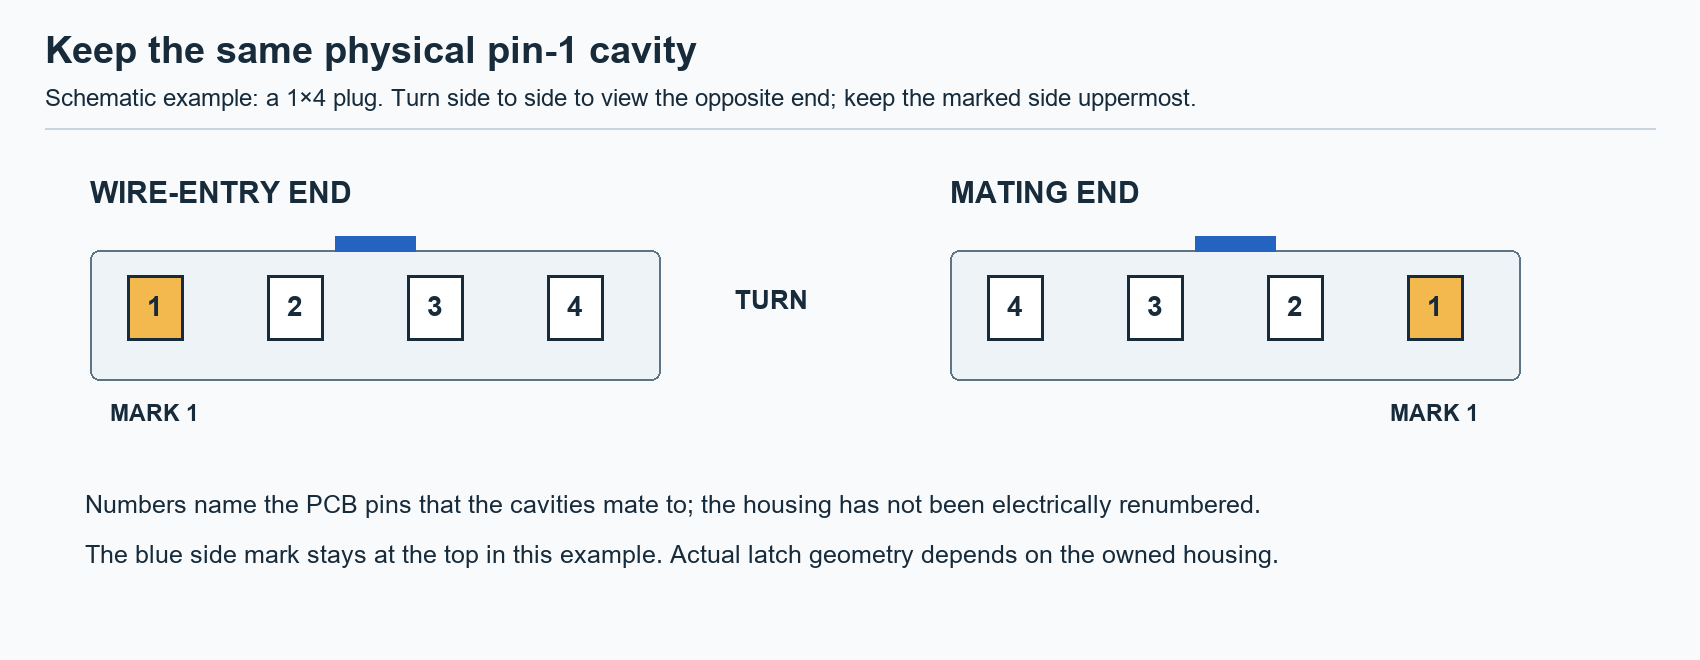 Keep the same physical pin-1 cavity
Schematic example: a 1×4 plug. Turn side to side to view the opposite end; keep the marked side uppermost.
WIRE-ENTRY END
MATING END
1 2 3 4
TURN
4 3 2 1
MARK 1
MARK 1
Numbers name the PCB pins that the cavities mate to; the housing has not been electrically renumbered.
The blue side mark stays at the top in this example. Actual latch geometry depends on the owned housing.